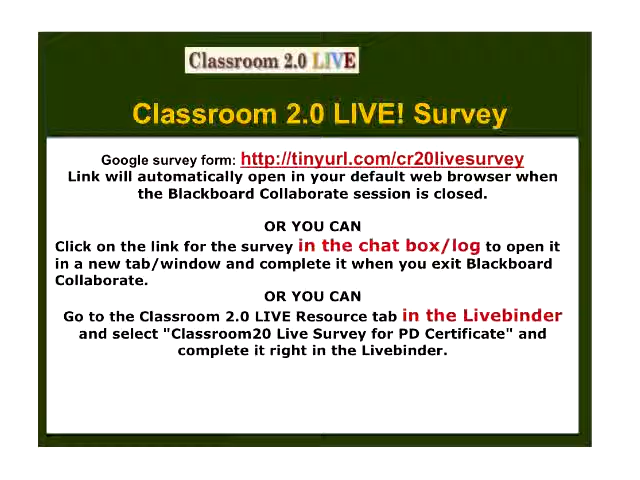 Classroom 2.0 LIVE
Classroom 2.0 LIVE! Survey
Google survey form: http://tinyurl.com/cr20livesurvey
Link will automatically open in your default web browser when
the Blackboard Collaborate session is closed.
OR YOU CAN
Click on the link for the survey in the chat box/log to open it
in a new tab/window and complete it when you exit Blackboard
Collaborate.
OR YOU CAN
Go to the Classroom 2.0 LIVE Resource tab in the Livebinder
and select "Classroom20 Live Survey for PD Certificate" and
complete it right in the Livebinder.